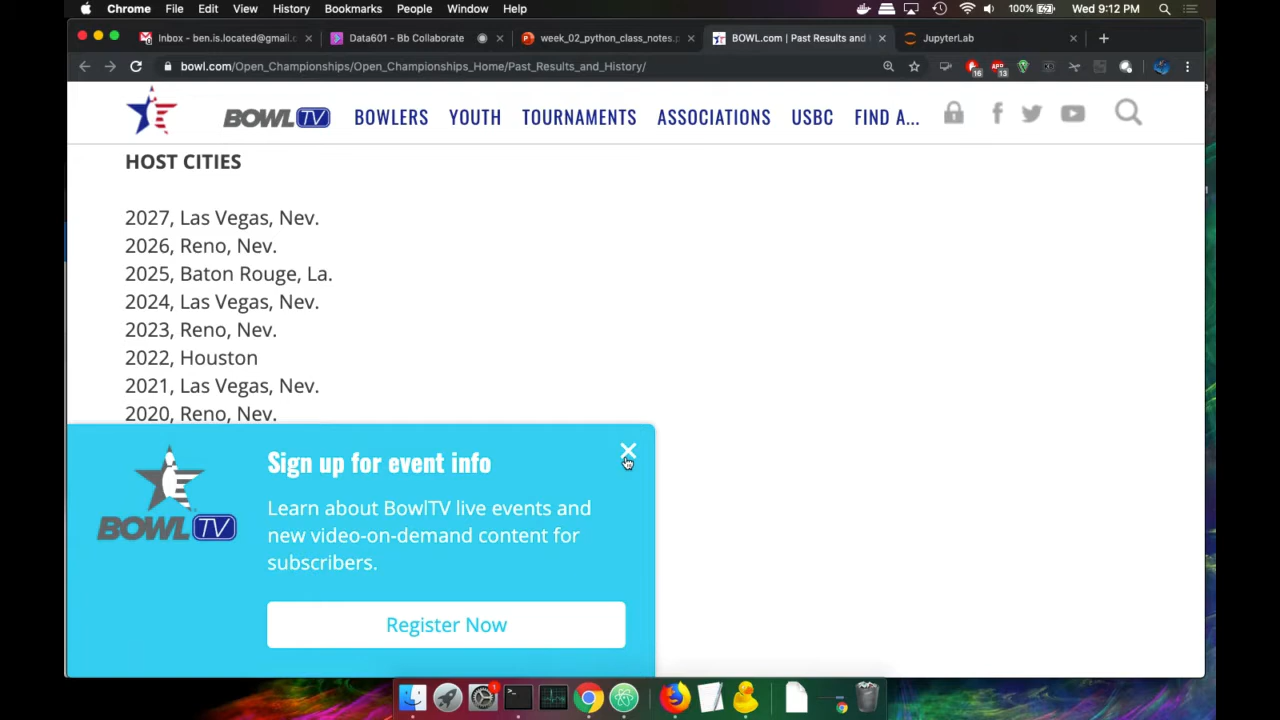 Chrome File Edit View History Bookmarks People Window Help 100% Wed 9:12 PM
Inbox - ben.is.located@gmail.c Data601 - Bb Collaborate week_02_python_class_notes.p BOWL.com | Past Results and JupyterLab
bowl.com/Open_Championships/Open_Championships_Home/Past_Results_and_History/
16 ABP 13
BOWL TV BOWLERS YOUTH TOURNAMENTS ASSOCIATIONS USBC FIND A...
HOST CITIES
2027, Las Vegas, Nev.
2026, Reno, Nev.
2025, Baton Rouge, La.
2024, Las Vegas, Nev.
2023, Reno, Nev.
2022, Houston
2021, Las Vegas, Nev.
2020, Reno, Nev.
BOWL TV
Sign up for event info
Learn about BowlTV live events and
new video-on-demand content for
subscribers.
Register Now
1